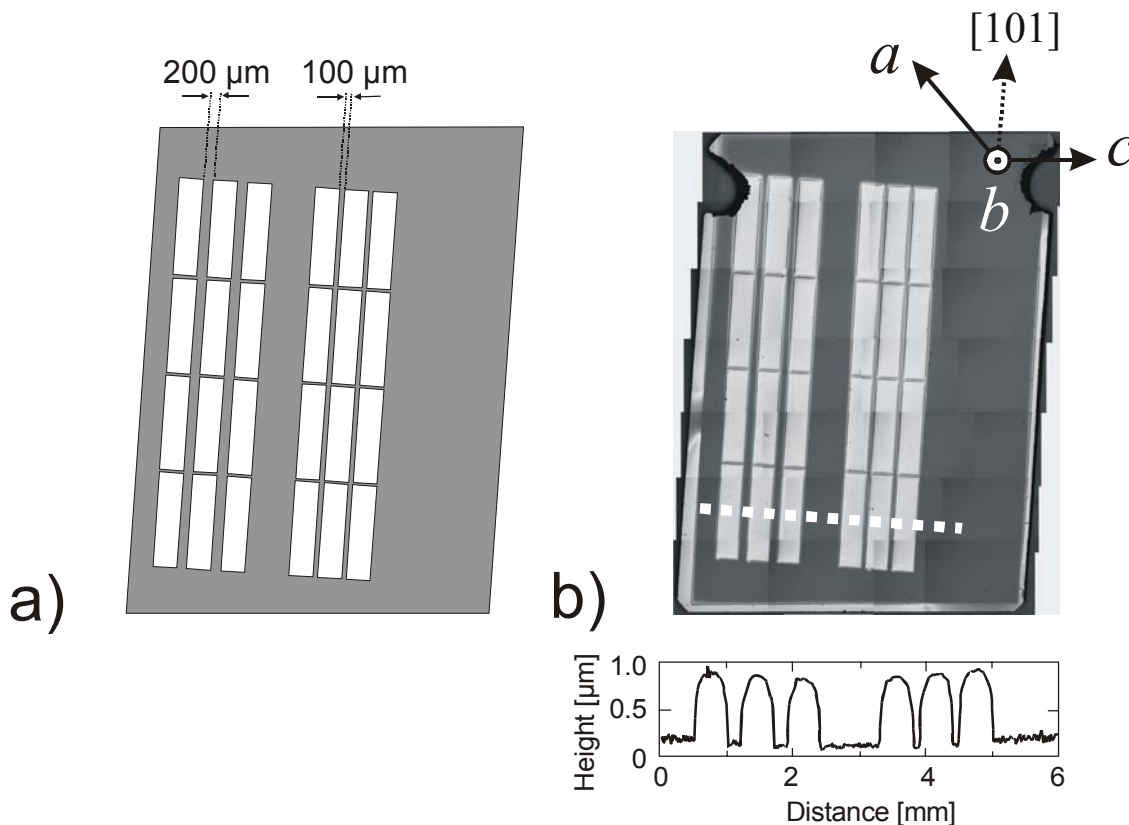 200 µm
100 µm
a)
[101]
a
c
b
b)
Height [µm]
1.0
0.5
0
0
2
4
6
Distance [mm]